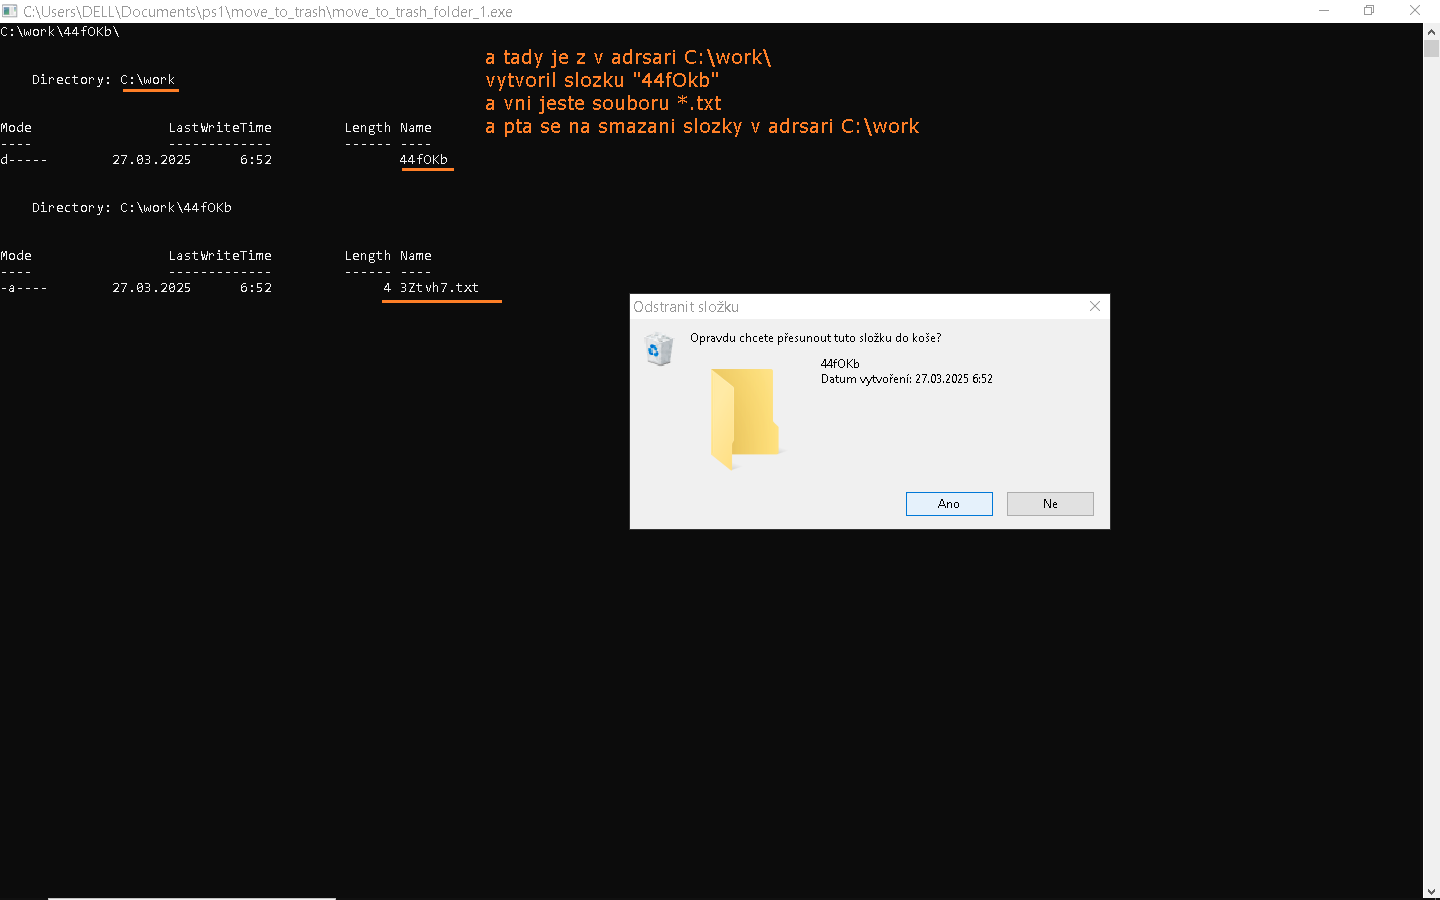 C:\Users\DELL\Documents\ps1\move_to_trash\move_to_trash_folder_1.exe
C:\work\44fOKb\
a tady je z v adrsari C:\work\
vytvoril slozku "44fOkb"
a vni jeste souboru *.txt
a pta se na smazani slozky v adrsari C:\work
Directory: C:\work
Mode LastWriteTime Length Name
---- ------------- ------ ----
d----- 27.03.2025 6:52 44fOKb
Directory: C:\work\44fOKb
Mode LastWriteTime Length Name
---- ------------- ------ ----
-a---- 27.03.2025 6:52 4 3Ztvh7.txt
Odstranit složku
Opravdu chcete přesunout tuto složku do koše?
44fOKb
Datum vytvoření: 27.03.2025 6:52
Ano Ne